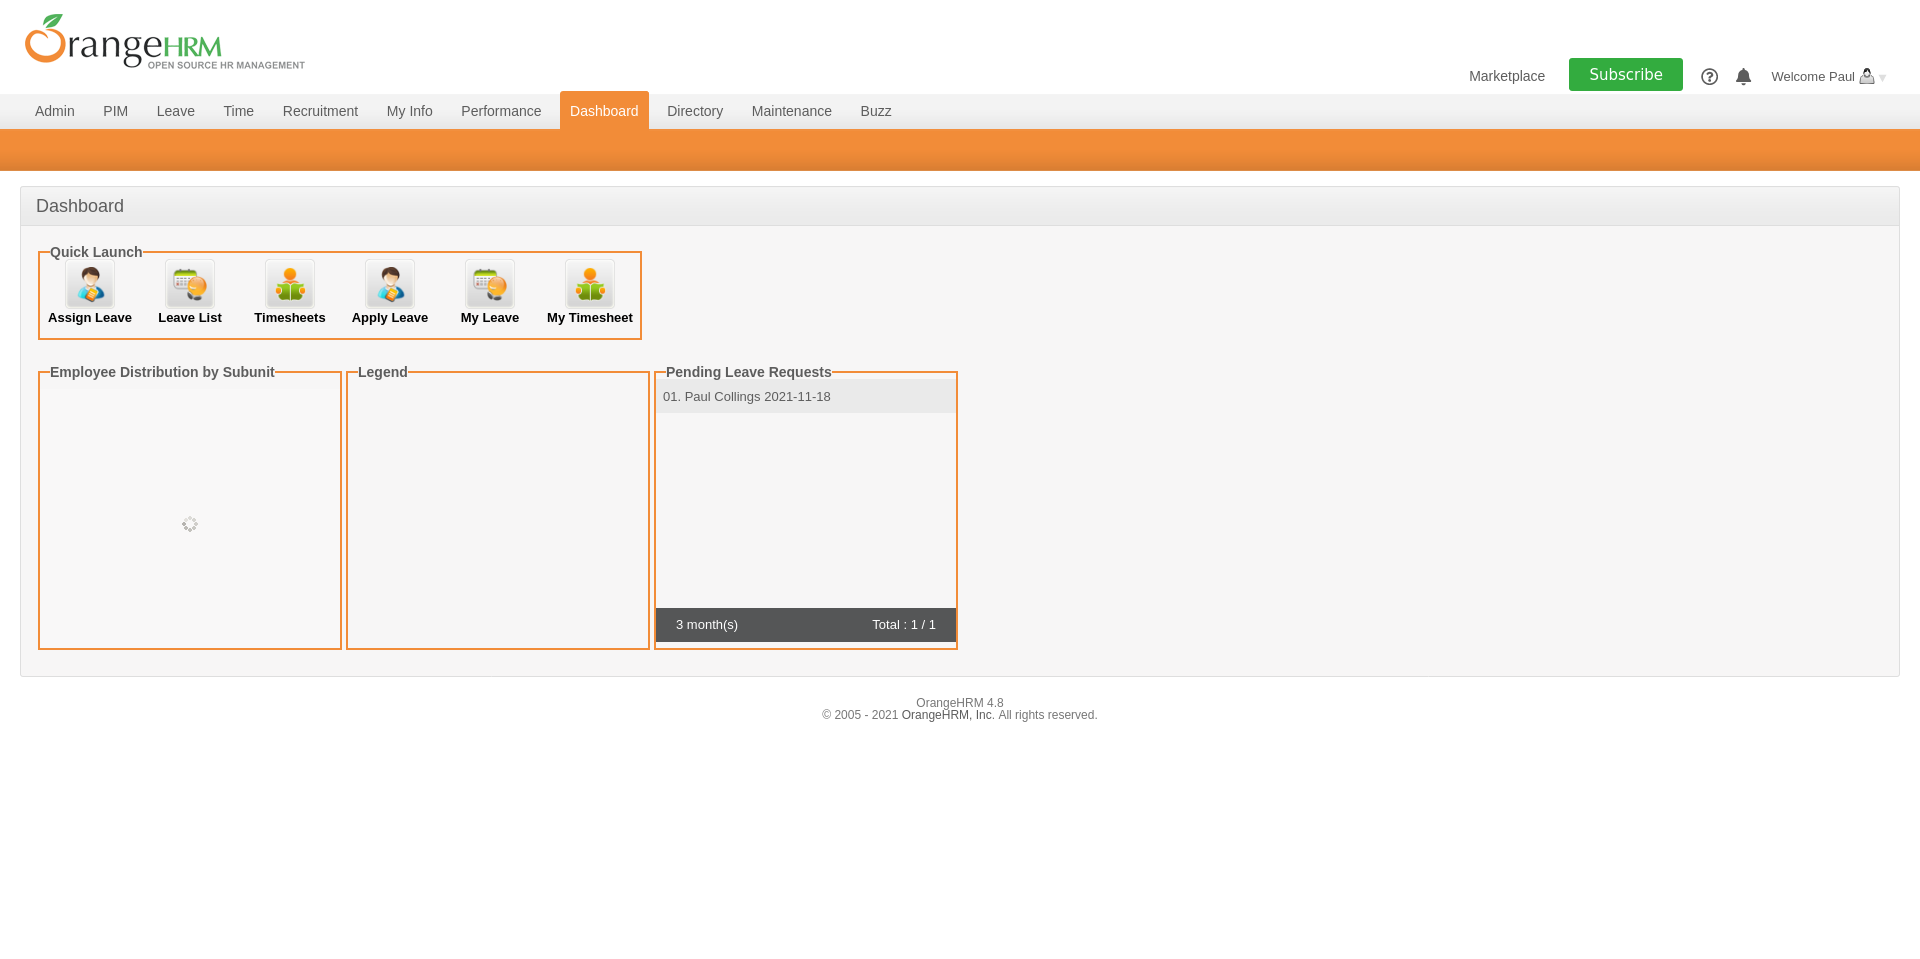 OrangeHRM
OPEN SOURCE HR MANAGEMENT
Marketplace
Subscribe
Welcome Paul
Admin
PIM
Leave
Time
Recruitment
My Info
Performance
Dashboard
Directory
Maintenance
Buzz
Dashboard
Quick Launch
Assign Leave
Leave List
Timesheets
Apply Leave
My Leave
My Timesheet
Employee Distribution by Subunit
Legend
Pending Leave Requests
01. Paul Collings 2021-11-18
3 month(s)
Total : 1 / 1
OrangeHRM 4.8
© 2005 - 2021 OrangeHRM, Inc. All rights reserved.